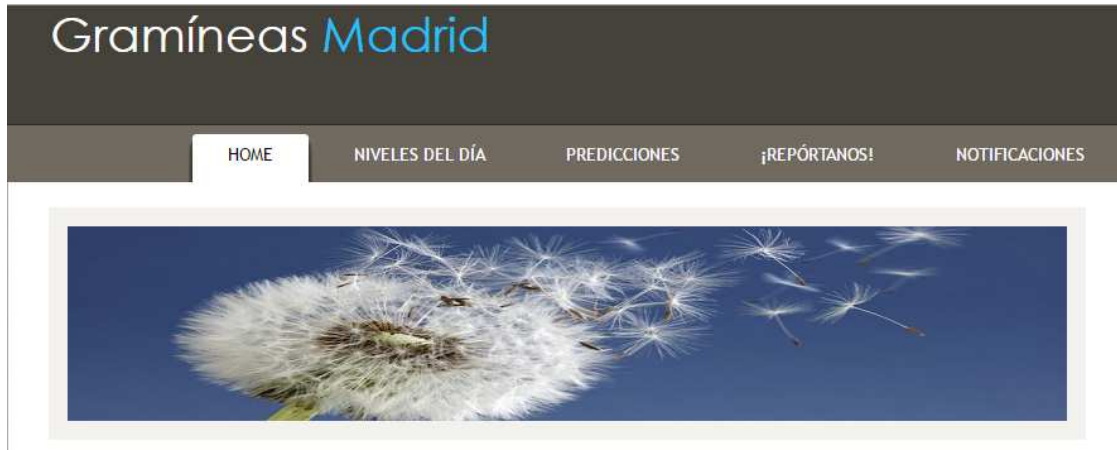 Gramíneas Madrid
HOME NIVELES DEL DÍA PREDICCIONES ¡REPÓRTANOS! NOTIFICACIONES